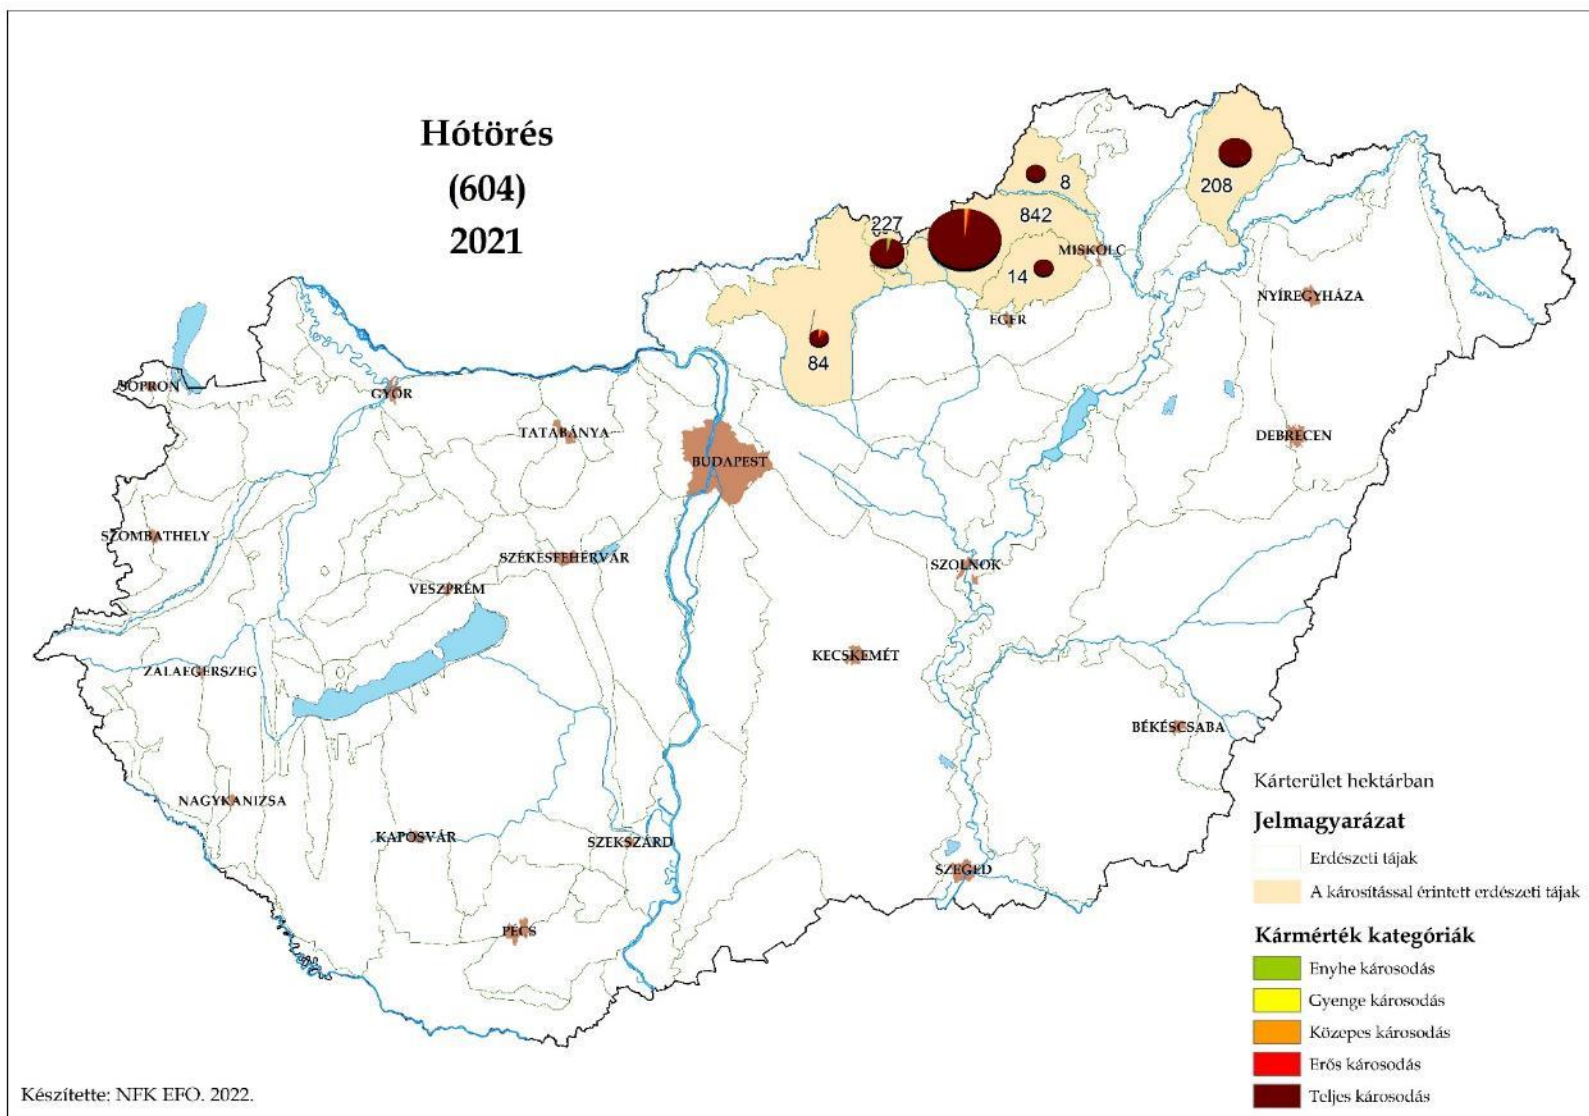 Hótörés
(604)
2021
208
8
227
842
MISKOLC
14
NYÍREGYHÁZA
EGER
84
SOPRON
GYŐR
TATABÁNYA
BUDAPEST
DEBRECEN
SZOMBATHELY
SZÉKESFEHÉRVÁR
SZOLNOK
VESZPRÉM
KECSKEMÉT
ZALAEGERSZEG
BÉKÉSCSABA
NAGYKANIZSA
KAPOSVÁR
SZEKSZÁRD
SZEGED
PÉCS
Kárterület hektárban
Jelmagyarázat
Erdészeti tájak
A károsítással érintett erdészeti tájak
Kármérték kategóriák
Enyhe károsodás
Gyenge károsodás
Közepes károsodás
Erős károsodás
Teljes károsodás
Készítette: NFK EFO. 2022.